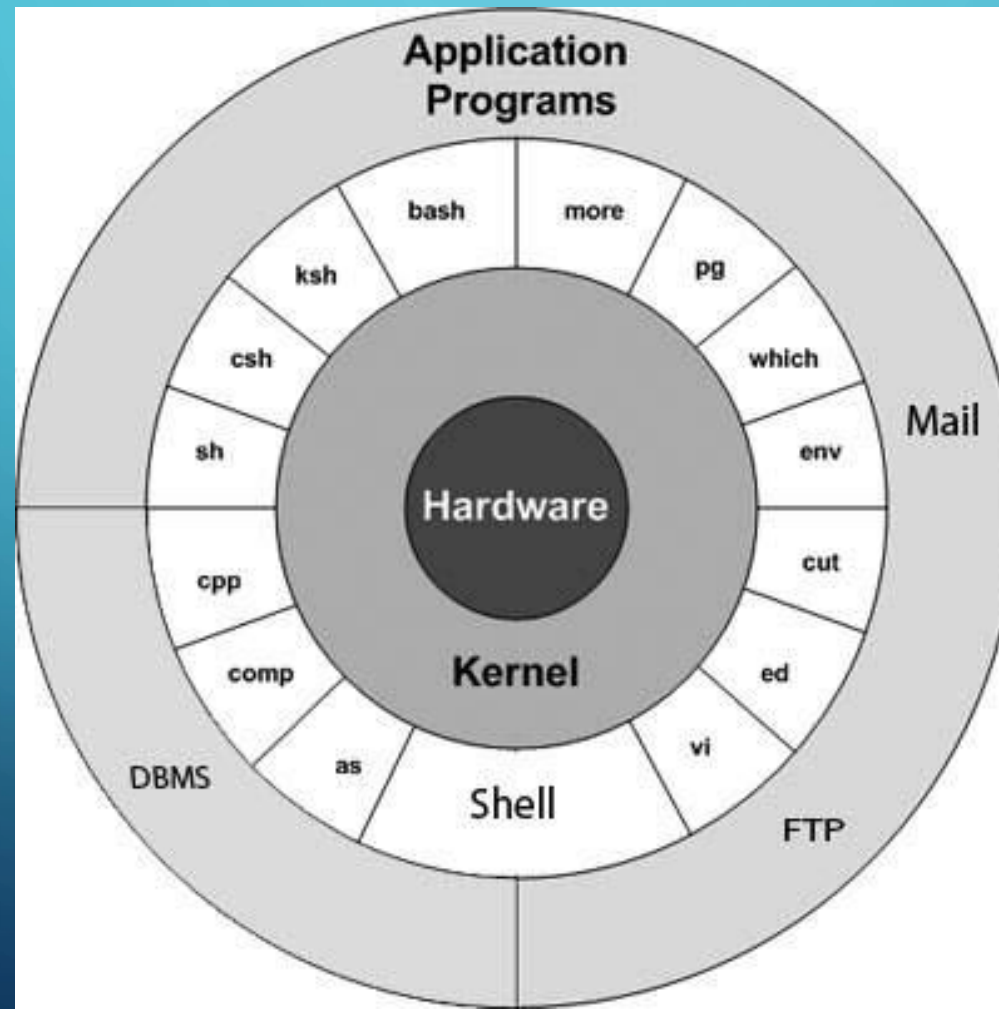 Application
Programs
bash
more
ksh
pg
csh
which
sh
env
Mail
Hardware
cpp
cut
Kernel
comp
ed
as
vi
DBMS
Shell
FTP